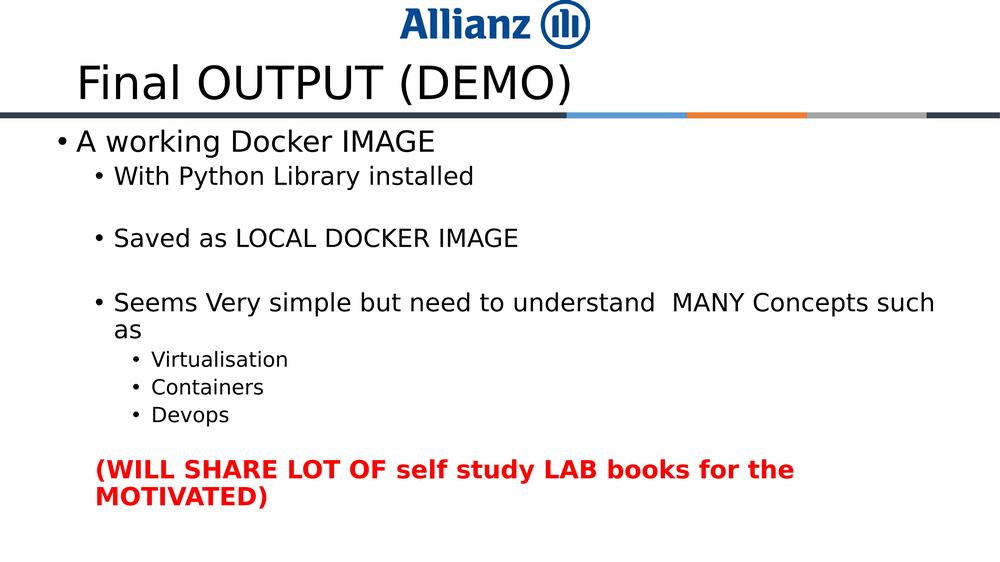 Allianz
Final OUTPUT (DEMO)
• A working Docker IMAGE
• With Python Library installed
• Saved as LOCAL DOCKER IMAGE
• Seems Very simple but need to understand  MANY Concepts such
as
• Virtualisation
• Containers
• Devops
(WILL SHARE LOT OF self study LAB books for the
MOTIVATED)